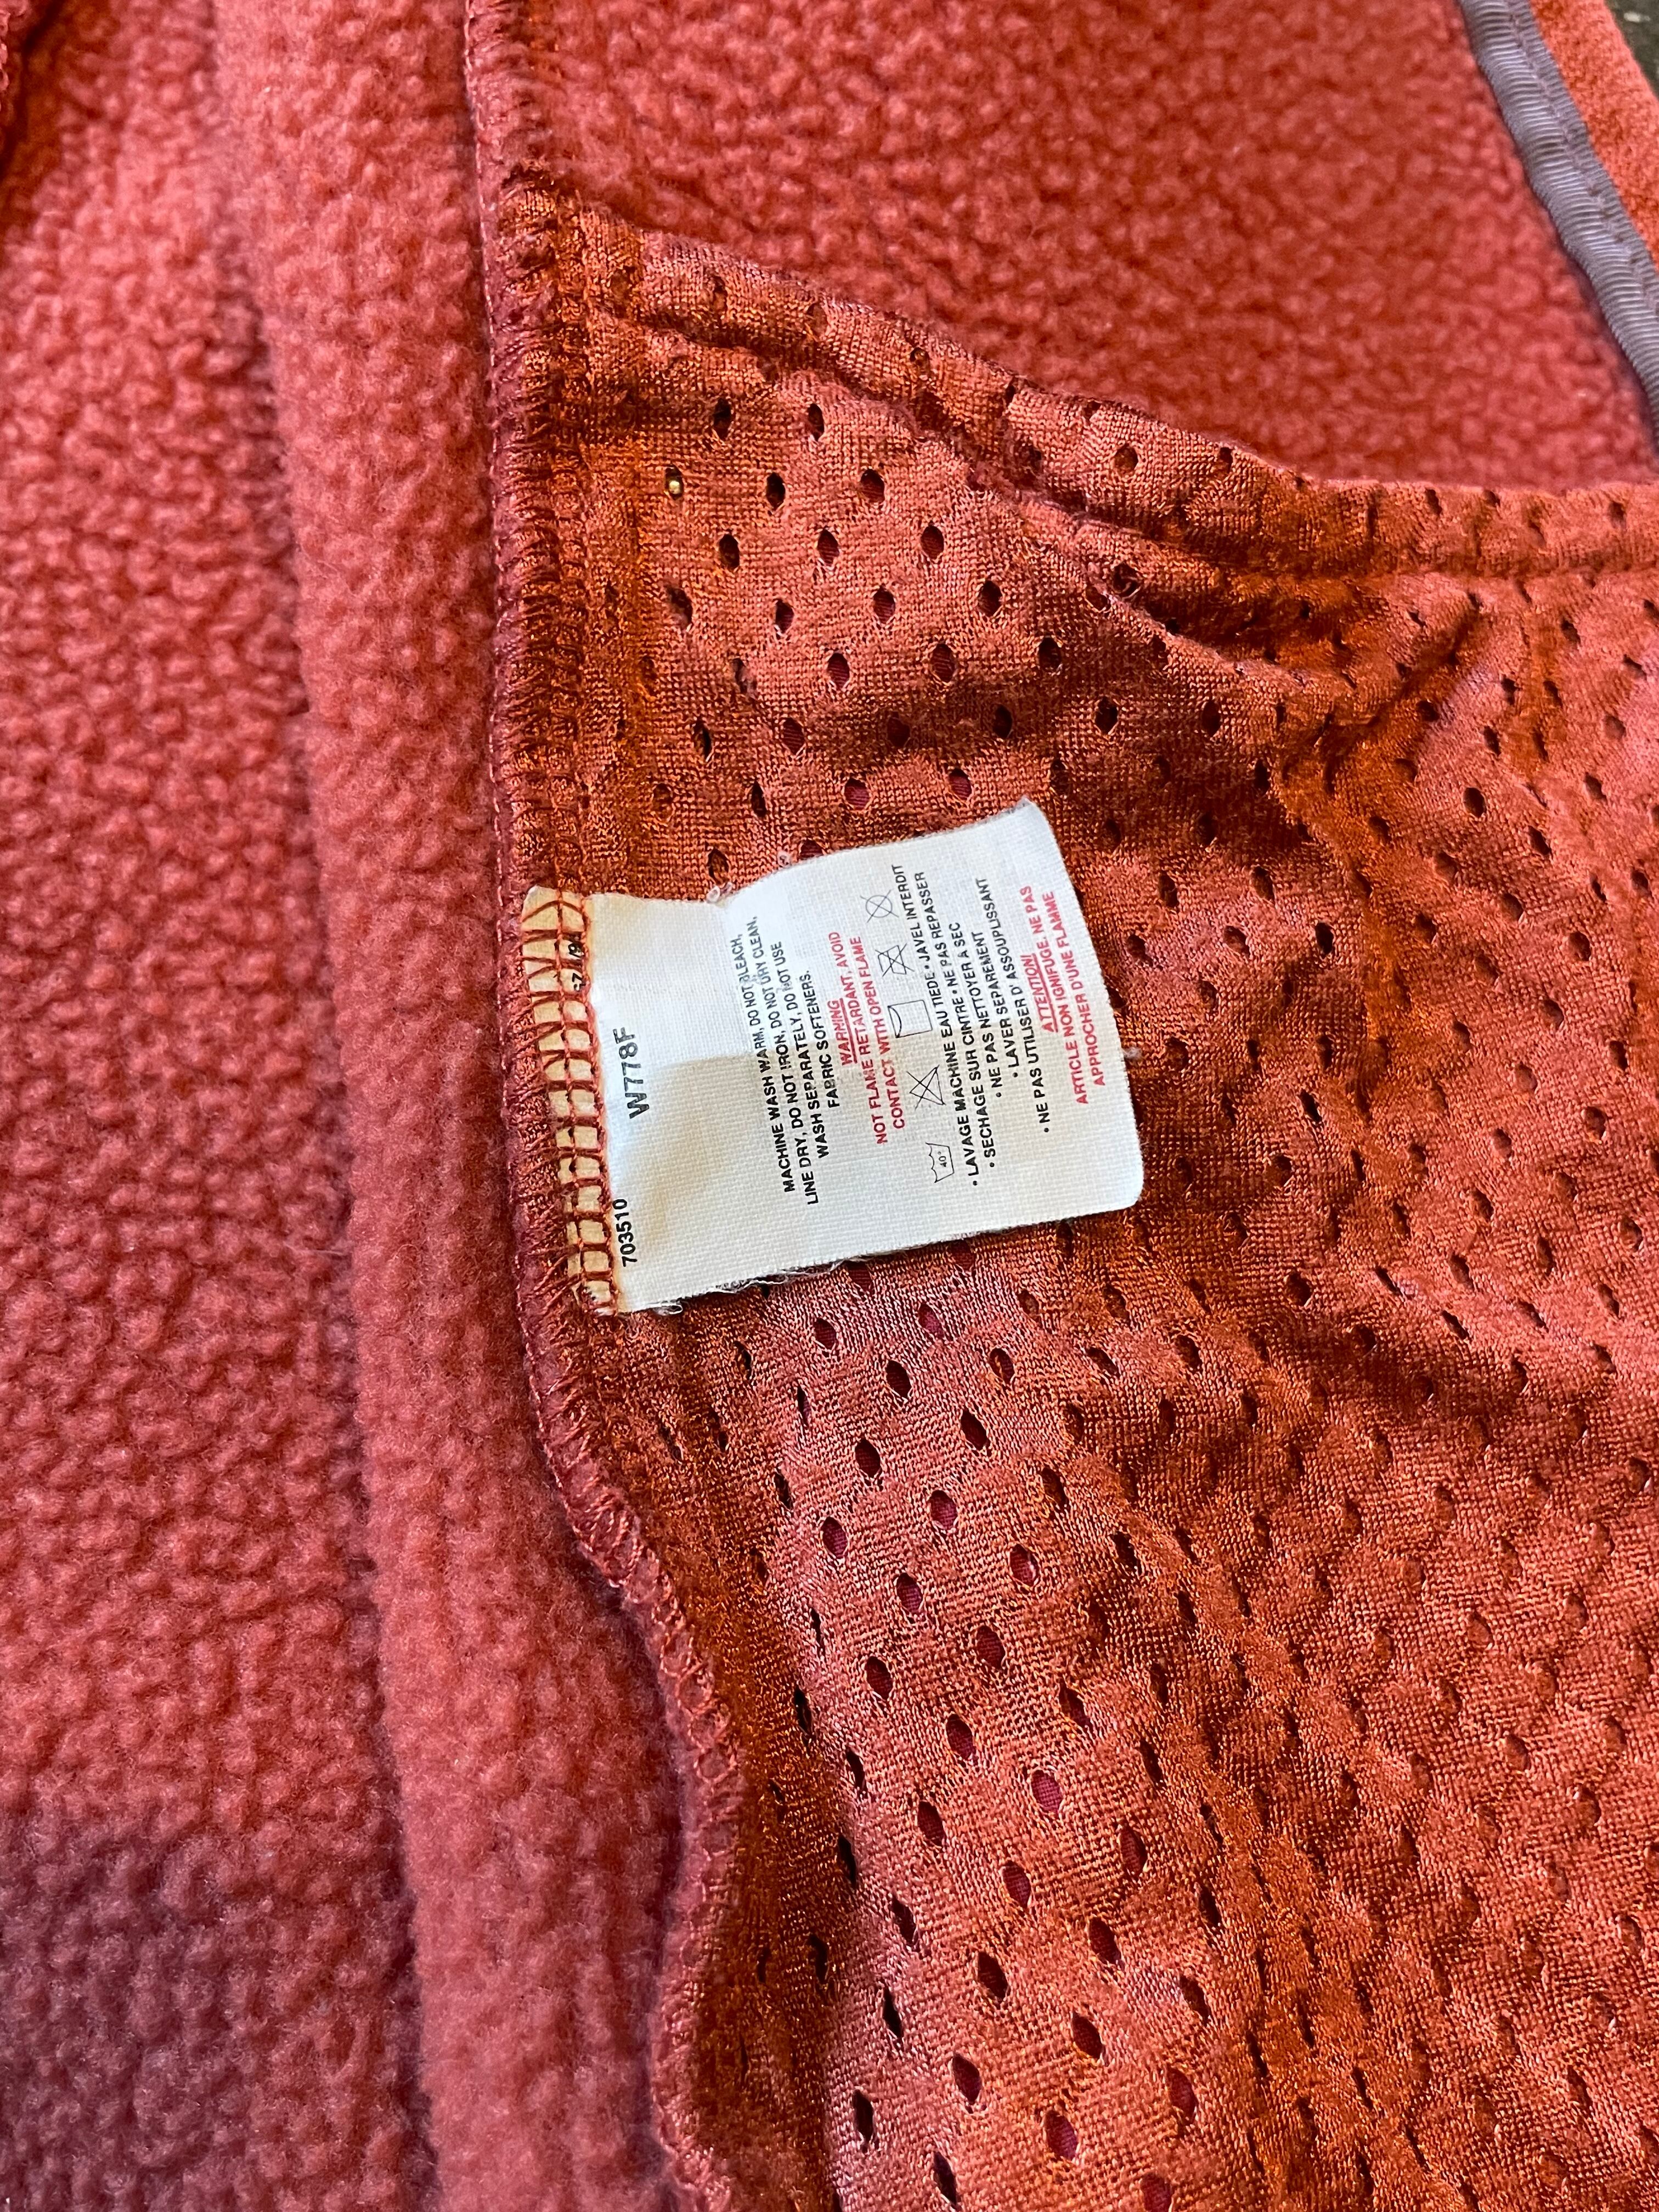 W778F
703510
MACHINE WASH WARM, DO NOT BLEACH,
LINE DRY, DO NOT IRON, DO NOT DRY CLEAN,
WASH SEPARATELY, DO NOT USE
FABRIC SOFTENERS.
WARNING
NOT FLAME RETARDANT, AVOID
CONTACT WITH OPEN FLAME
40°
• LAVAGE MACHINE EAU TIEDE • JAVEL INTERDIT
• SECHAGE SUR CINTRE • NE PAS REPASSER
• NE PAS NETTOYER A SEC
• LAVER SEPAREMENT
• NE PAS UTILISER D'ASSOUPLISSANT
ATTENTION!
ARTICLE NON IGNIFUGE. NE PAS
APPROCHER D'UNE FLAMME